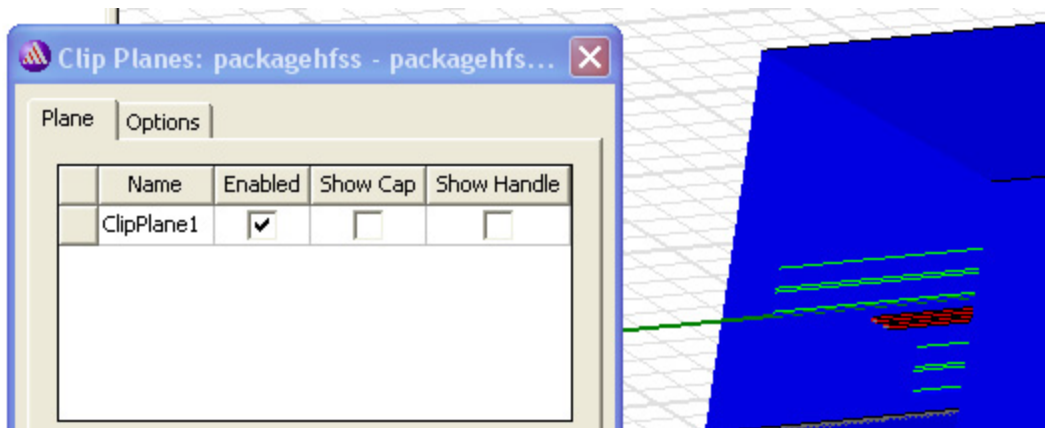 Clip Planes: packagehfss - packagehfs...
Plane Options
Name Enabled Show Cap Show Handle
ClipPlane1